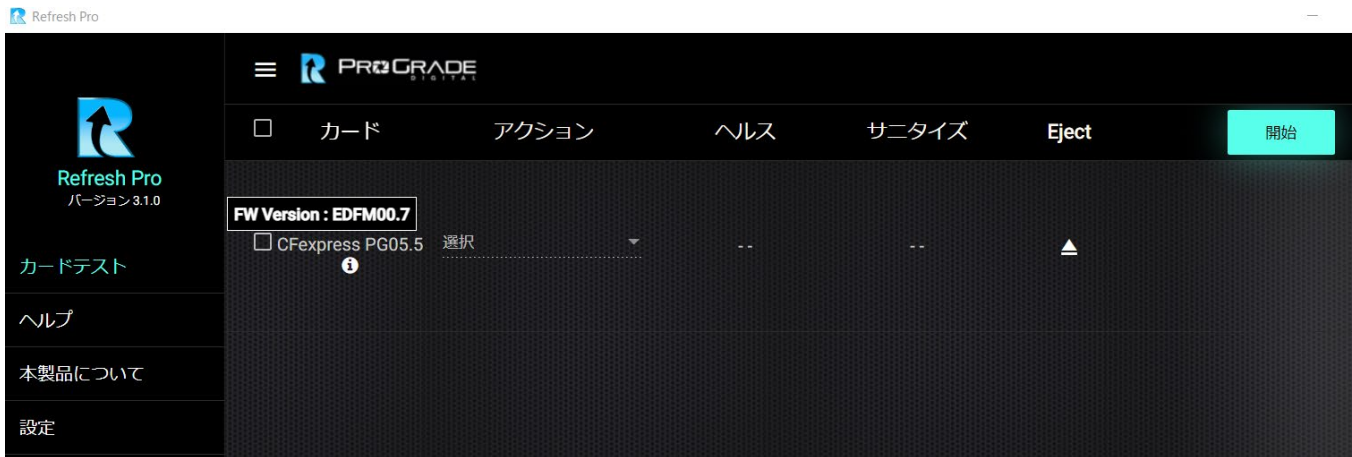 Refresh Pro
PROGRADE
DIGITAL
カード アクション ヘルス サニタイズ Eject 開始
Refresh Pro
バージョン 3.1.0
FW Version : EDFM00.7
CFexpress PG05.5 選択 -- --
カードテスト
ヘルプ
本製品について
設定